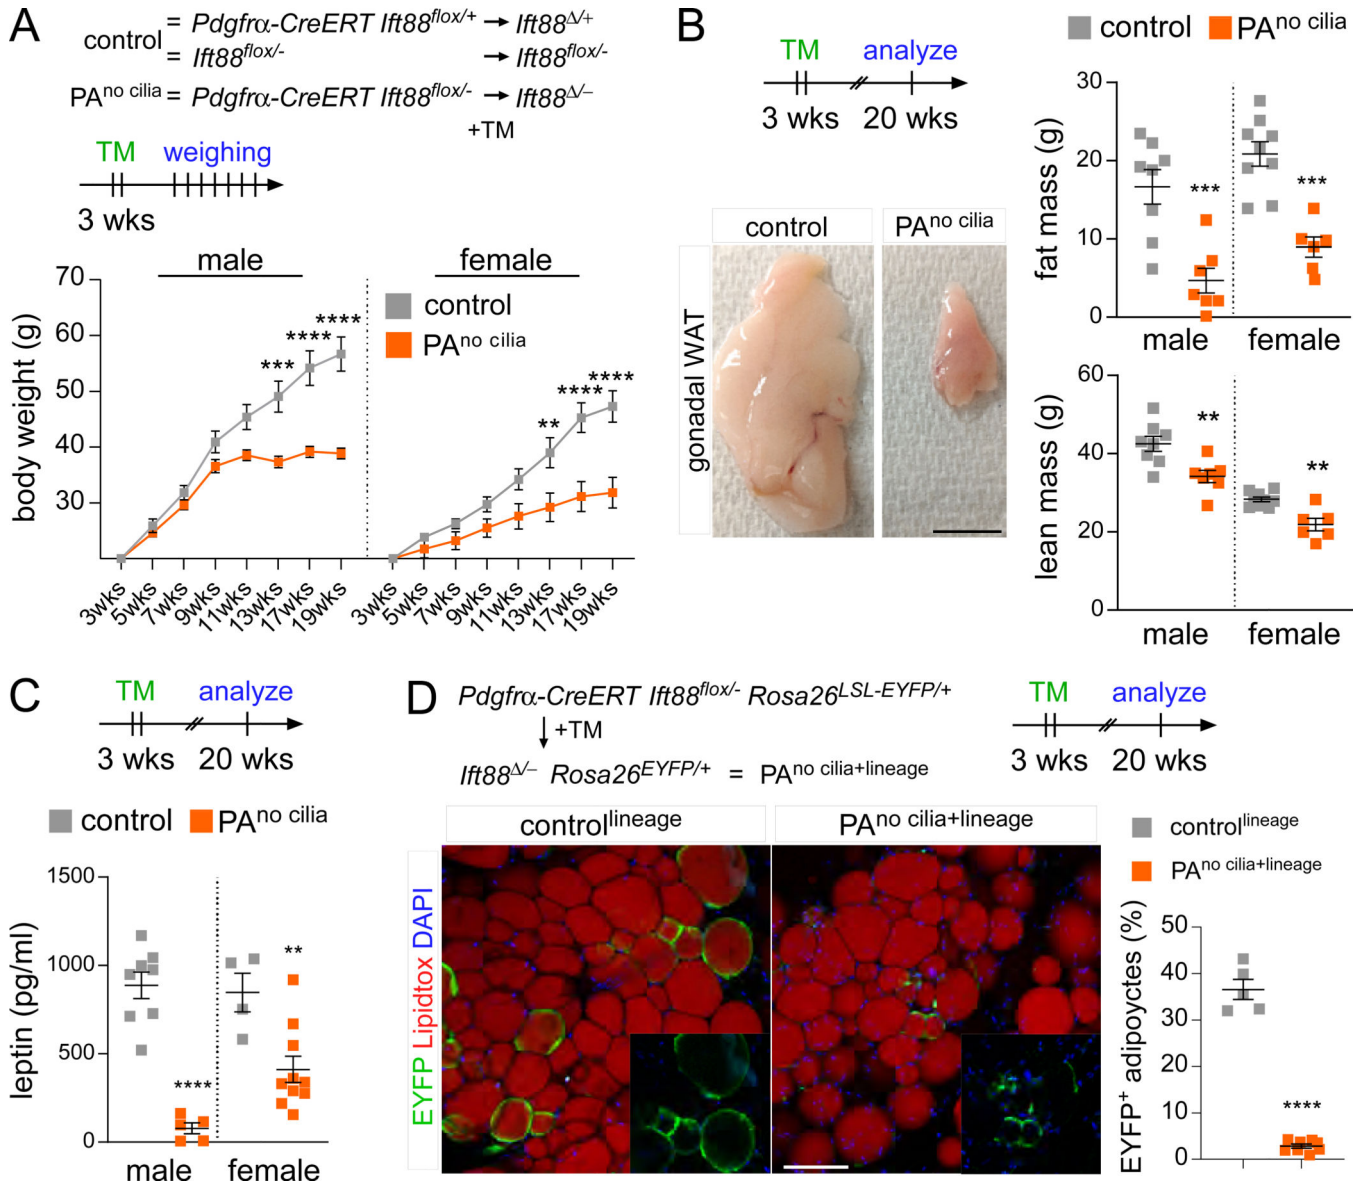 A
control = Pdgfrα-CreERT Ift88flox/+ → Ift88Δ/+
= Ift88flox/- → Ift88flox/-
PAno cilia = Pdgfrα-CreERT Ift88flox/- → Ift88Δ/–
+TM
TM weighing
3 wks
male female
control
PAno cilia
body weight (g)
70
60
50
40
30
*** **** ****
** **** ****
3wks 5wks 7wks 9wks 11wks 13wks 17wks 19wks
3wks 5wks 7wks 9wks 11wks 13wks 17wks 19wks
B
TM analyze
3 wks 20 wks
control PAno cilia
gonadal WAT
control PAno cilia
fat mass (g)
30
20
10
0
*** ***
male female
lean mass (g)
60
40
20
0
** **
male female
C
TM analyze
3 wks 20 wks
control PAno cilia
leptin (pg/ml)
1500
1000
500
0
**** **
male female
D
Pdgfrα-CreERT Ift88flox/- Rosa26LSL-EYFP/+
+TM
Ift88Δ/– Rosa26EYFP/+ = PAno cilia+lineage
TM analyze
3 wks 20 wks
controllineage PAno cilia+lineage
EYFP Lipidtox DAPI
controllineage
PAno cilia+lineage
EYFP+ adipoyctes (%)
50
40
30
20
10
0
****